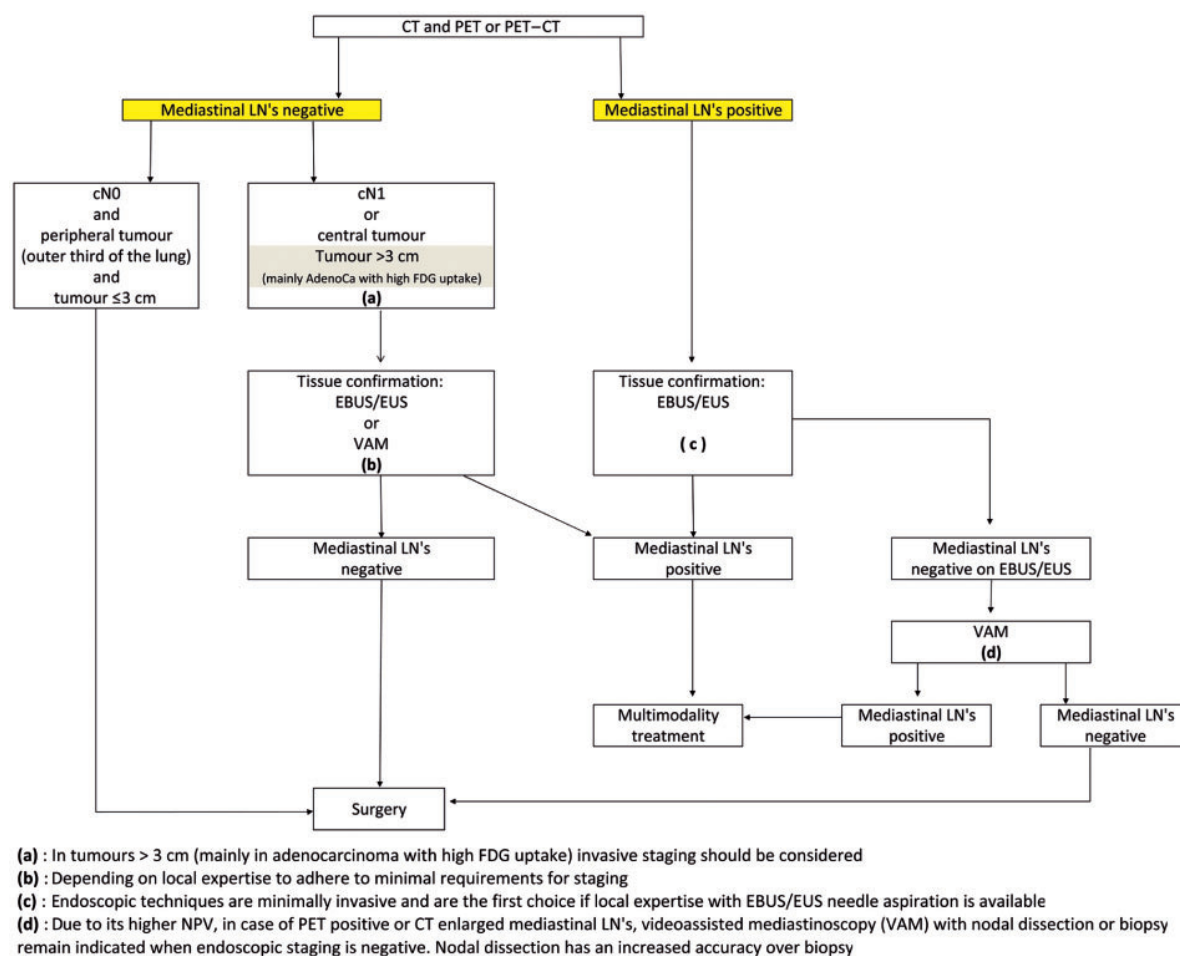 CT and PET or PET–CT
Mediastinal LN's negative
Mediastinal LN's positive
cN0
and
peripheral tumour
(outer third of the lung)
and
tumour ≤3 cm
cN1
or
central tumour
Tumour >3 cm
(mainly AdenoCa with high FDG uptake)
(a)
Tissue confirmation:
EBUS/EUS
or
VAM
(b)
Tissue confirmation:
EBUS/EUS
( c )
Mediastinal LN's
negative
Mediastinal LN's
positive
Mediastinal LN's
negative on EBUS/EUS
VAM
(d)
Multimodality
treatment
Mediastinal LN's
positive
Mediastinal LN's
negative
Surgery
(a) : In tumours > 3 cm (mainly in adenocarcinoma with high FDG uptake) invasive staging should be considered
(b) : Depending on local expertise to adhere to minimal requirements for staging
(c) : Endoscopic techniques are minimally invasive and are the first choice if local expertise with EBUS/EUS needle aspiration is available
(d) : Due to its higher NPV, in case of PET positive or CT enlarged mediastinal LN's, videoassisted mediastinoscopy (VAM) with nodal dissection or biopsy
remain indicated when endoscopic staging is negative. Nodal dissection has an increased accuracy over biopsy